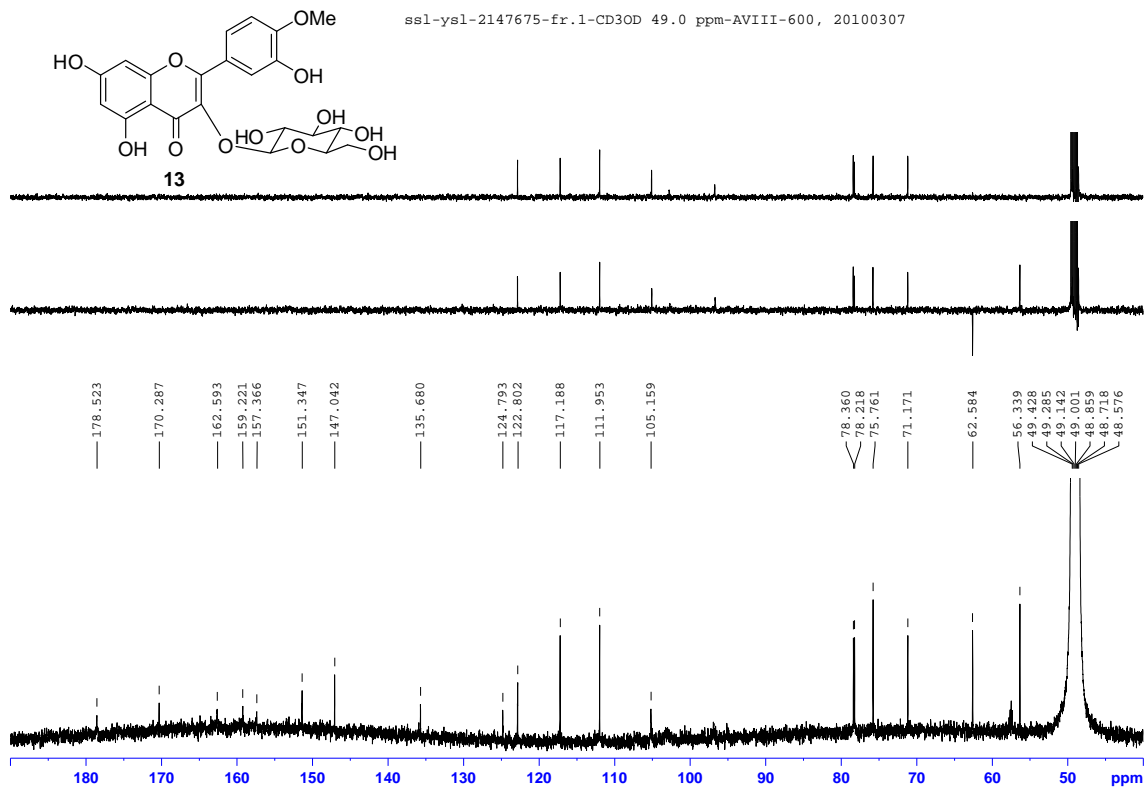 ssl-ysl-2147675-fr.1-CD3OD 49.0 ppm-AVIII-600, 20100307
OMe
HO
O
OH
OH
O
O
HO
OH
OH
O
OH
13
178.523
170.287
162.593
159.221
157.366
151.347
147.042
135.680
124.793
122.802
117.188
111.953
105.159
78.360
78.218
75.761
71.171
62.584
56.339
49.428
49.285
49.142
49.001
48.859
48.718
48.576
180 170 160 150 140 130 120 110 100 90 80 70 60 50 ppm